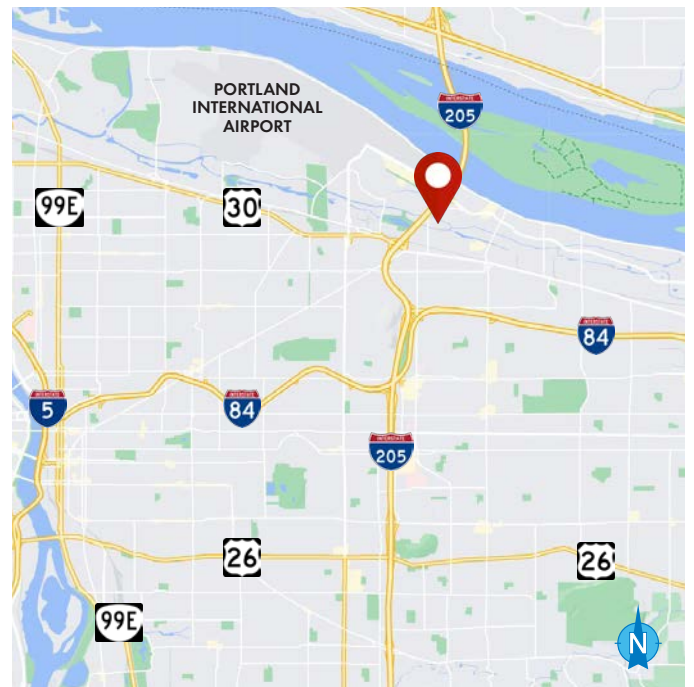 PORTLAND
INTERNATIONAL
AIRPORT
INTERSTATE
205
99E
30
INTERSTATE
84
INTERSTATE
5
INTERSTATE
84
INTERSTATE
205
26
26
99E
N